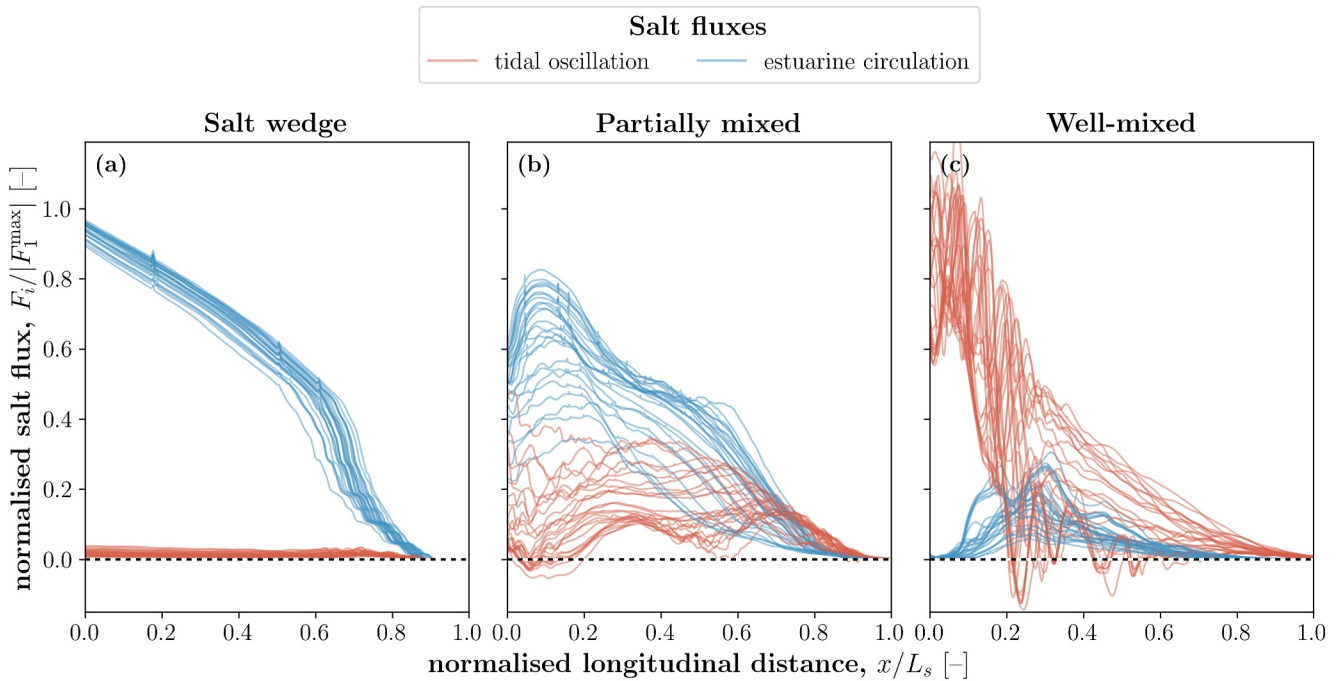 Salt fluxes
tidal oscillation estuarine circulation
Salt wedge Partially mixed Well-mixed
(a) (b) (c)
normalised salt flux, $F_i/|F_1^{\max}|$ [–]
1.0
0.8
0.6
0.4
0.2
0.0
0.0 0.2 0.4 0.6 0.8 1.0 0.0 0.2 0.4 0.6 0.8 1.0 0.0 0.2 0.4 0.6 0.8 1.0
normalised longitudinal distance, $x/L_s$ [–]